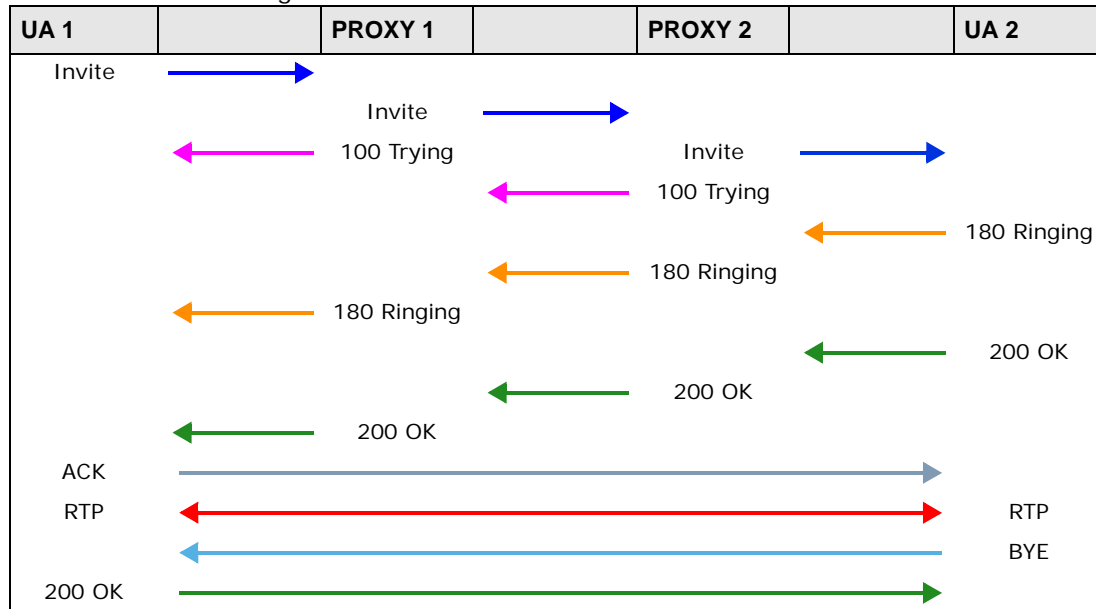 UA 1 PROXY 1 PROXY 2 UA 2
Invite
Invite
100 Trying Invite
100 Trying
180 Ringing
180 Ringing
180 Ringing
200 OK
200 OK
200 OK
ACK
RTP RTP
BYE
200 OK